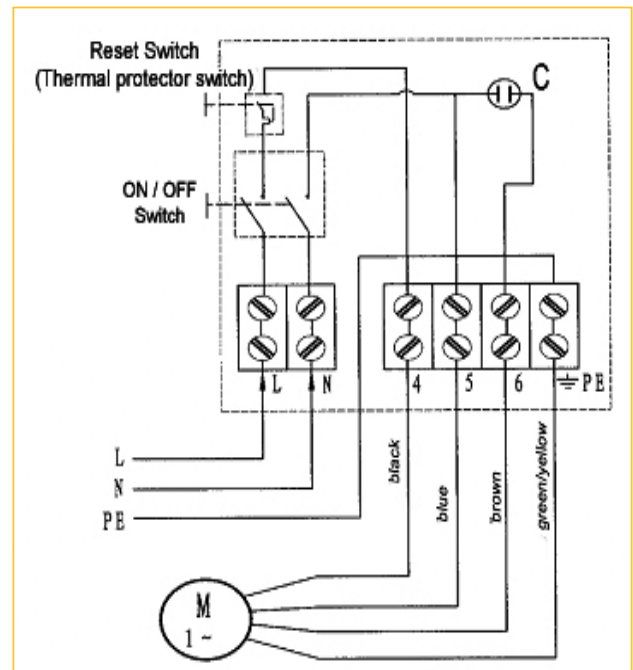 Reset Switch
(Thermal protector switch)
C
ON / OFF
Switch
L N 4 5 6 PE
L
N
PE
black
blue
brown
green/yellow
M
1 ~